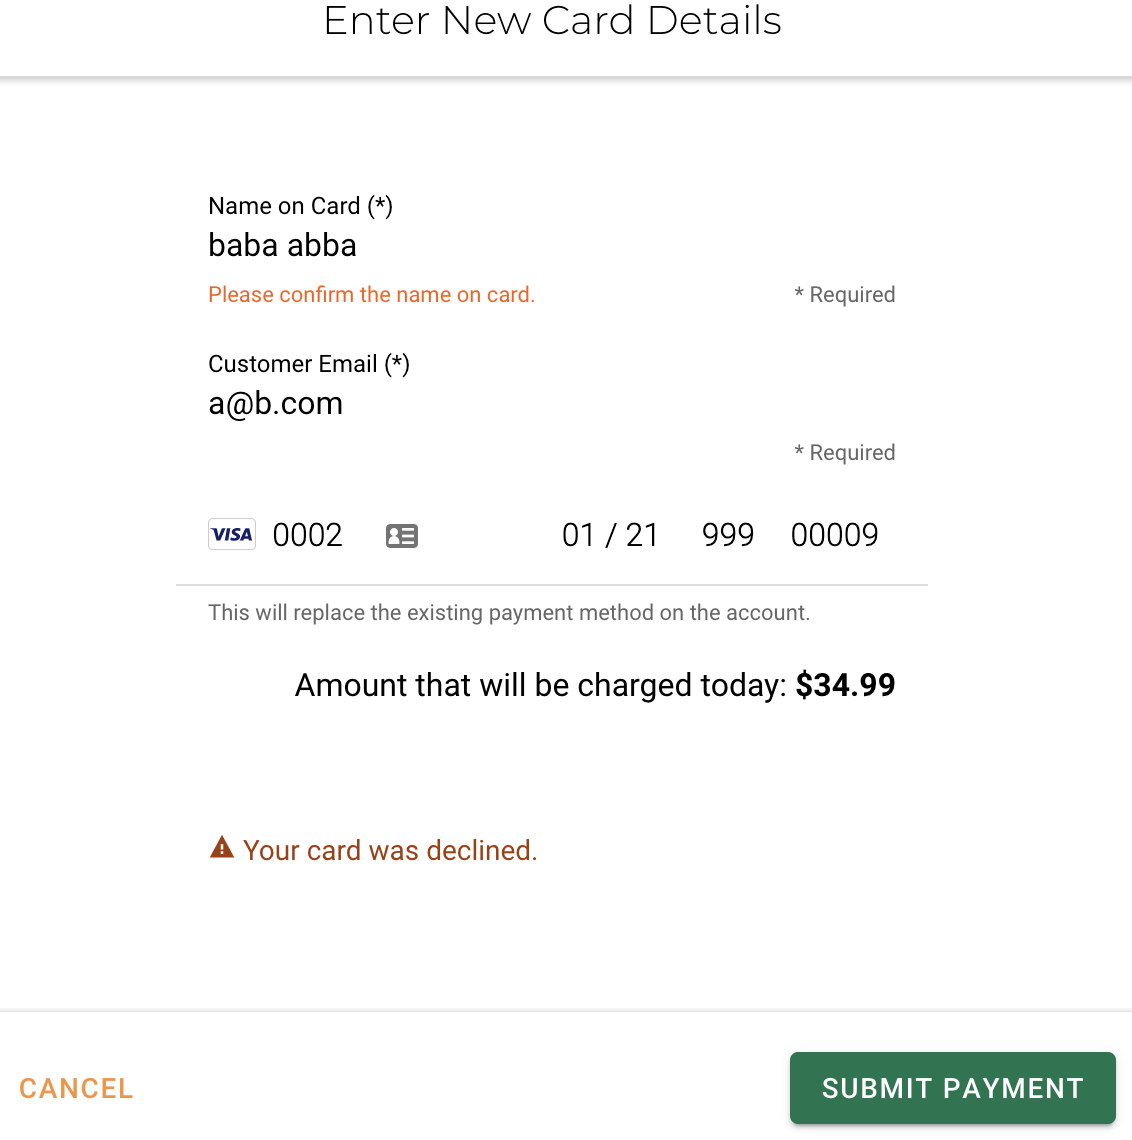 Enter New Card Details
Name on Card (*)
baba abba
Please confirm the name on card. * Required
Customer Email (*)
a@b.com
* Required
VISA 0002 01 / 21 999 00009
This will replace the existing payment method on the account.
Amount that will be charged today: $34.99
Your card was declined.
CANCEL SUBMIT PAYMENT